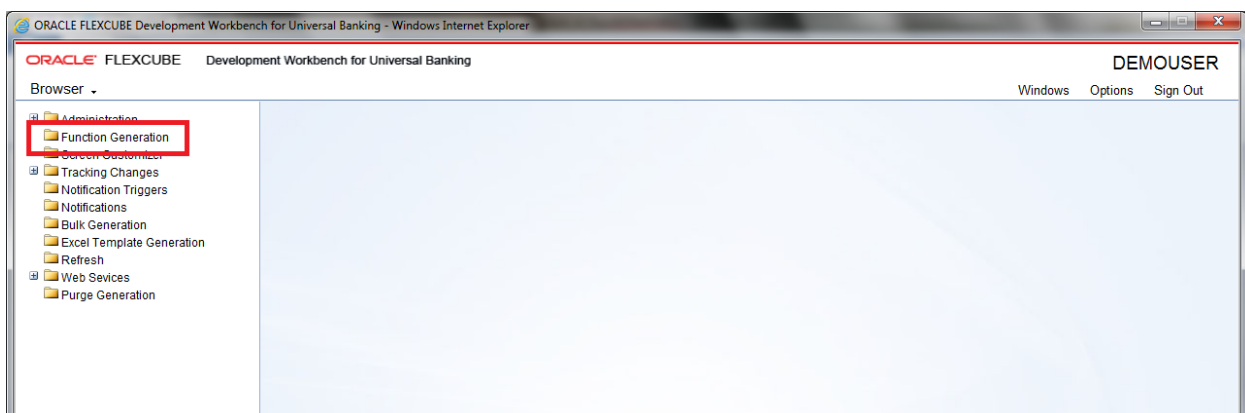 ORACLE FLEXCUBE Development Workbench for Universal Banking - Windows Internet Explorer
ORACLE FLEXCUBE Development Workbench for Universal Banking
DEMOUSER
Browser
Windows Options Sign Out
Administration
Function Generation
Screen Customizer
Tracking Changes
Notification Triggers
Notifications
Bulk Generation
Excel Template Generation
Refresh
Web Sevices
Purge Generation